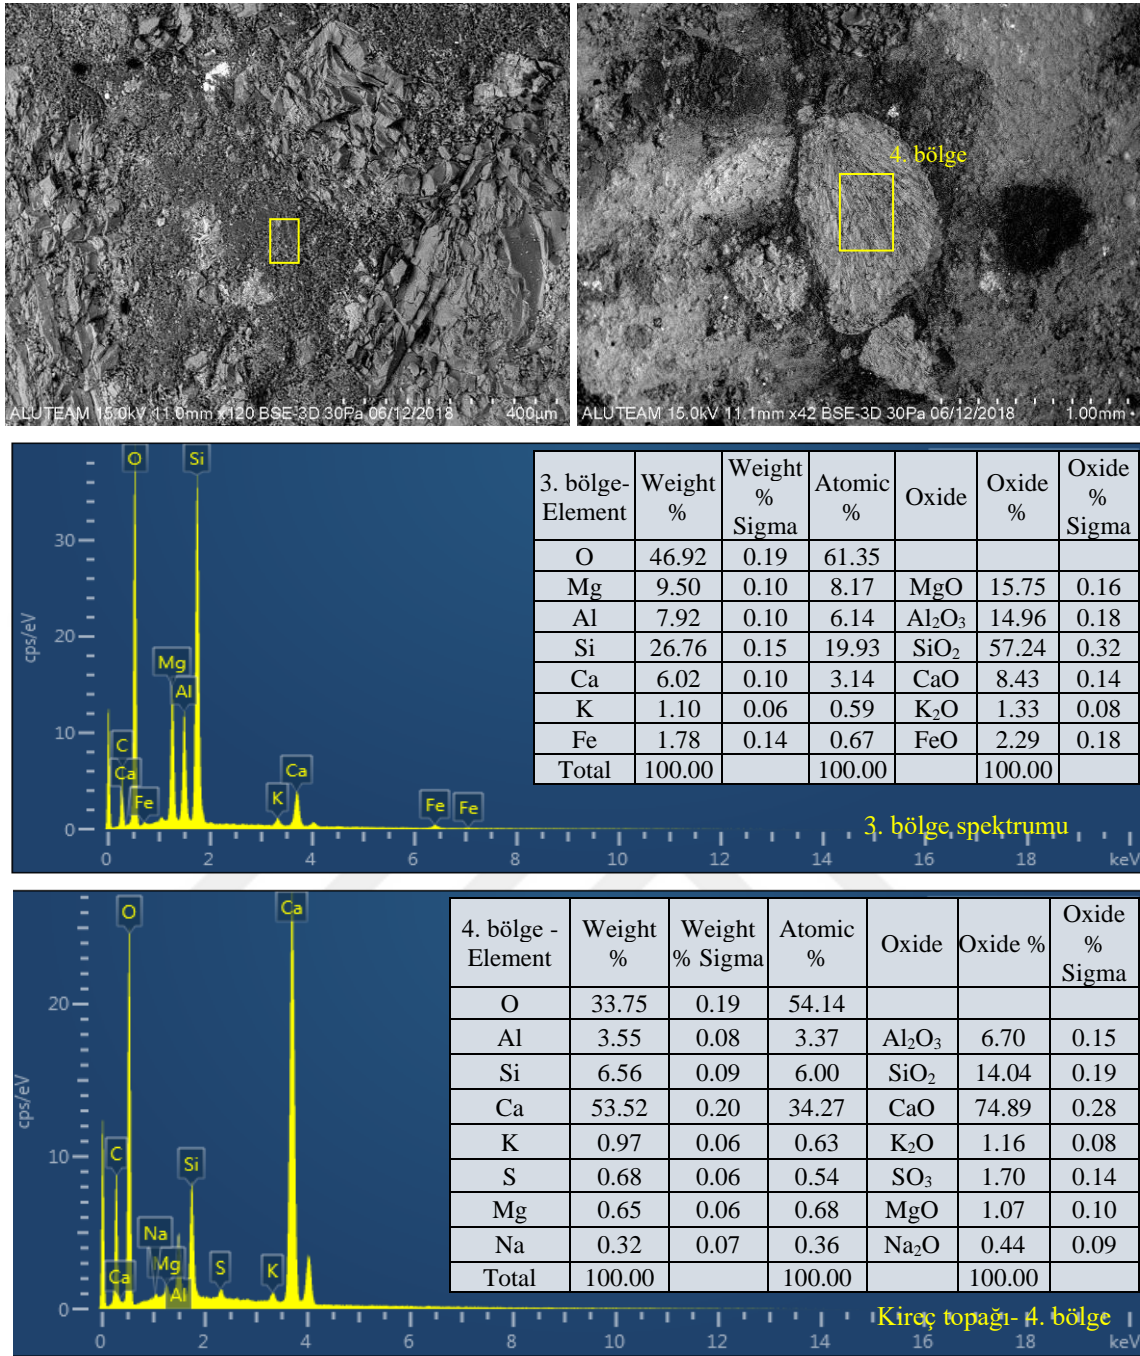 4. bölge
ALUTEAM 15.0kV 11.0mm x120 BSE-3D 30Pa 06/12/2018 400µm
ALUTEAM 15.0kV 11.1mm x42 BSE-3D 30Pa 06/12/2018 1.00mm
O Si
30
20
10
0
cps/eV
Mg
Al
C
Ca
Fe
K
Ca
Fe
Fe
0 2 4 6 8 10 12 14 16 18 keV
3. bölge spektrumu
3. bölge- Element Weight % Weight % Sigma Atomic % Oxide Oxide % Oxide % Sigma
O 46.92 0.19 61.35
Mg 9.50 0.10 8.17 MgO 15.75 0.16
Al 7.92 0.10 6.14 Al₂O₃ 14.96 0.18
Si 26.76 0.15 19.93 SiO₂ 57.24 0.32
Ca 6.02 0.10 3.14 CaO 8.43 0.14
K 1.10 0.06 0.59 K₂O 1.33 0.08
Fe 1.78 0.14 0.67 FeO 2.29 0.18
Total 100.00 100.00 100.00
O
Ca
20
10
0
cps/eV
C
Si
Na
Ca
Mg
Al
S
K
0 2 4 6 8 10 12 14 16 18 keV
Kireç topağı- 4. bölge
4. bölge - Element Weight % Weight % Sigma Atomic % Oxide Oxide % Oxide % Sigma
O 33.75 0.19 54.14
Al 3.55 0.08 3.37 Al₂O₃ 6.70 0.15
Si 6.56 0.09 6.00 SiO₂ 14.04 0.19
Ca 53.52 0.20 34.27 CaO 74.89 0.28
K 0.97 0.06 0.63 K₂O 1.16 0.08
S 0.68 0.06 0.54 SO₃ 1.70 0.14
Mg 0.65 0.06 0.68 MgO 1.07 0.10
Na 0.32 0.07 0.36 Na₂O 0.44 0.09
Total 100.00 100.00 100.00